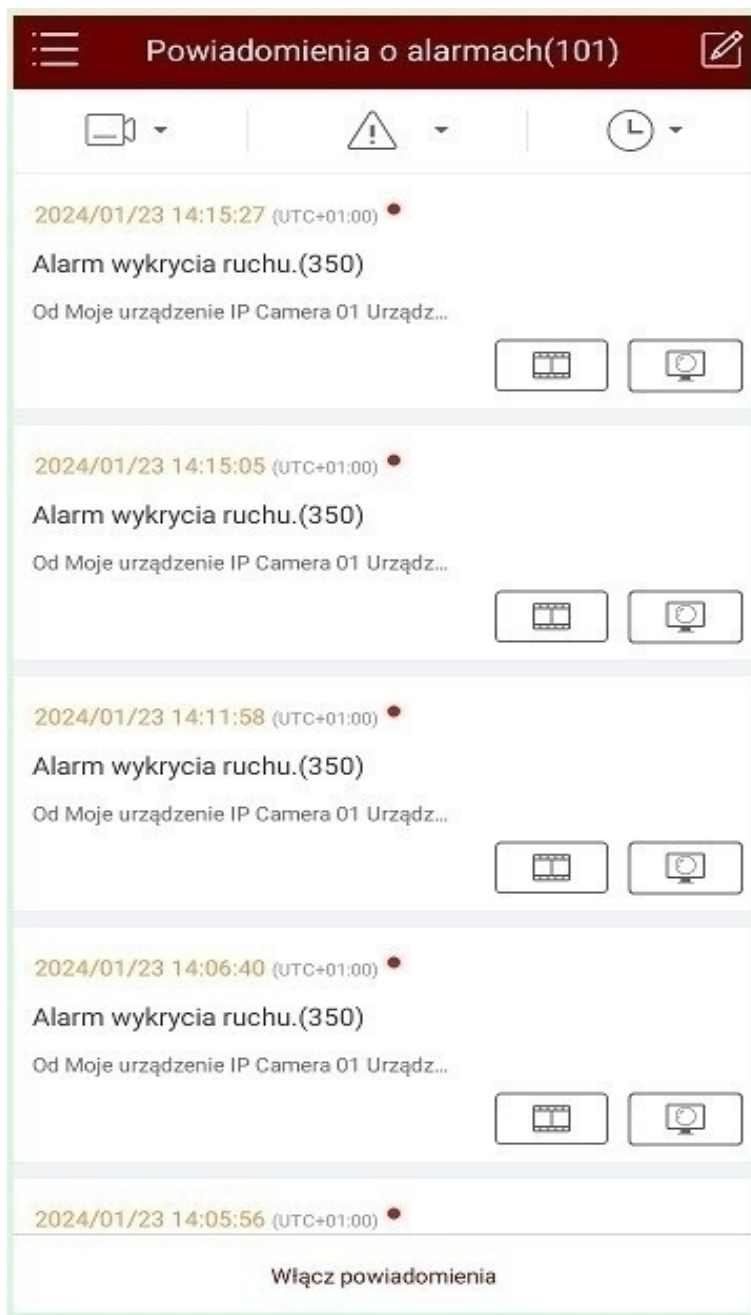 Powiadomienia o alarmach(101)
2024/01/23 14:15:27 (UTC+01:00)
Alarm wykrycia ruchu.(350)
Od Moje urządzenie IP Camera 01 Urządz...
2024/01/23 14:15:05 (UTC+01:00)
Alarm wykrycia ruchu.(350)
Od Moje urządzenie IP Camera 01 Urządz...
2024/01/23 14:11:58 (UTC+01:00)
Alarm wykrycia ruchu.(350)
Od Moje urządzenie IP Camera 01 Urządz...
2024/01/23 14:06:40 (UTC+01:00)
Alarm wykrycia ruchu.(350)
Od Moje urządzenie IP Camera 01 Urządz...
2024/01/23 14:05:56 (UTC+01:00)
Włącz powiadomienia